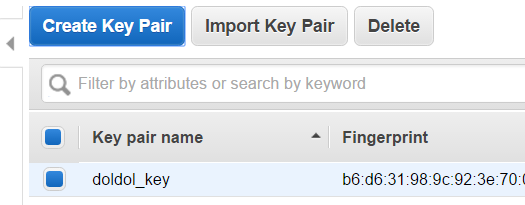 Create Key Pair Import Key Pair Delete
Filter by attributes or search by keyword
Key pair name Fingerprint
doldol_key b6:d6:31:98:9c:92:3e:70: